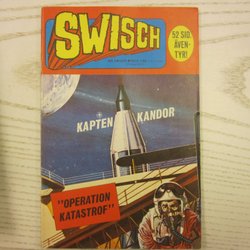 SWISCH
52 SID.
ÄVEN-
TYR!
KAPTEN KANDOR
"OPERATION
KATASTROF"